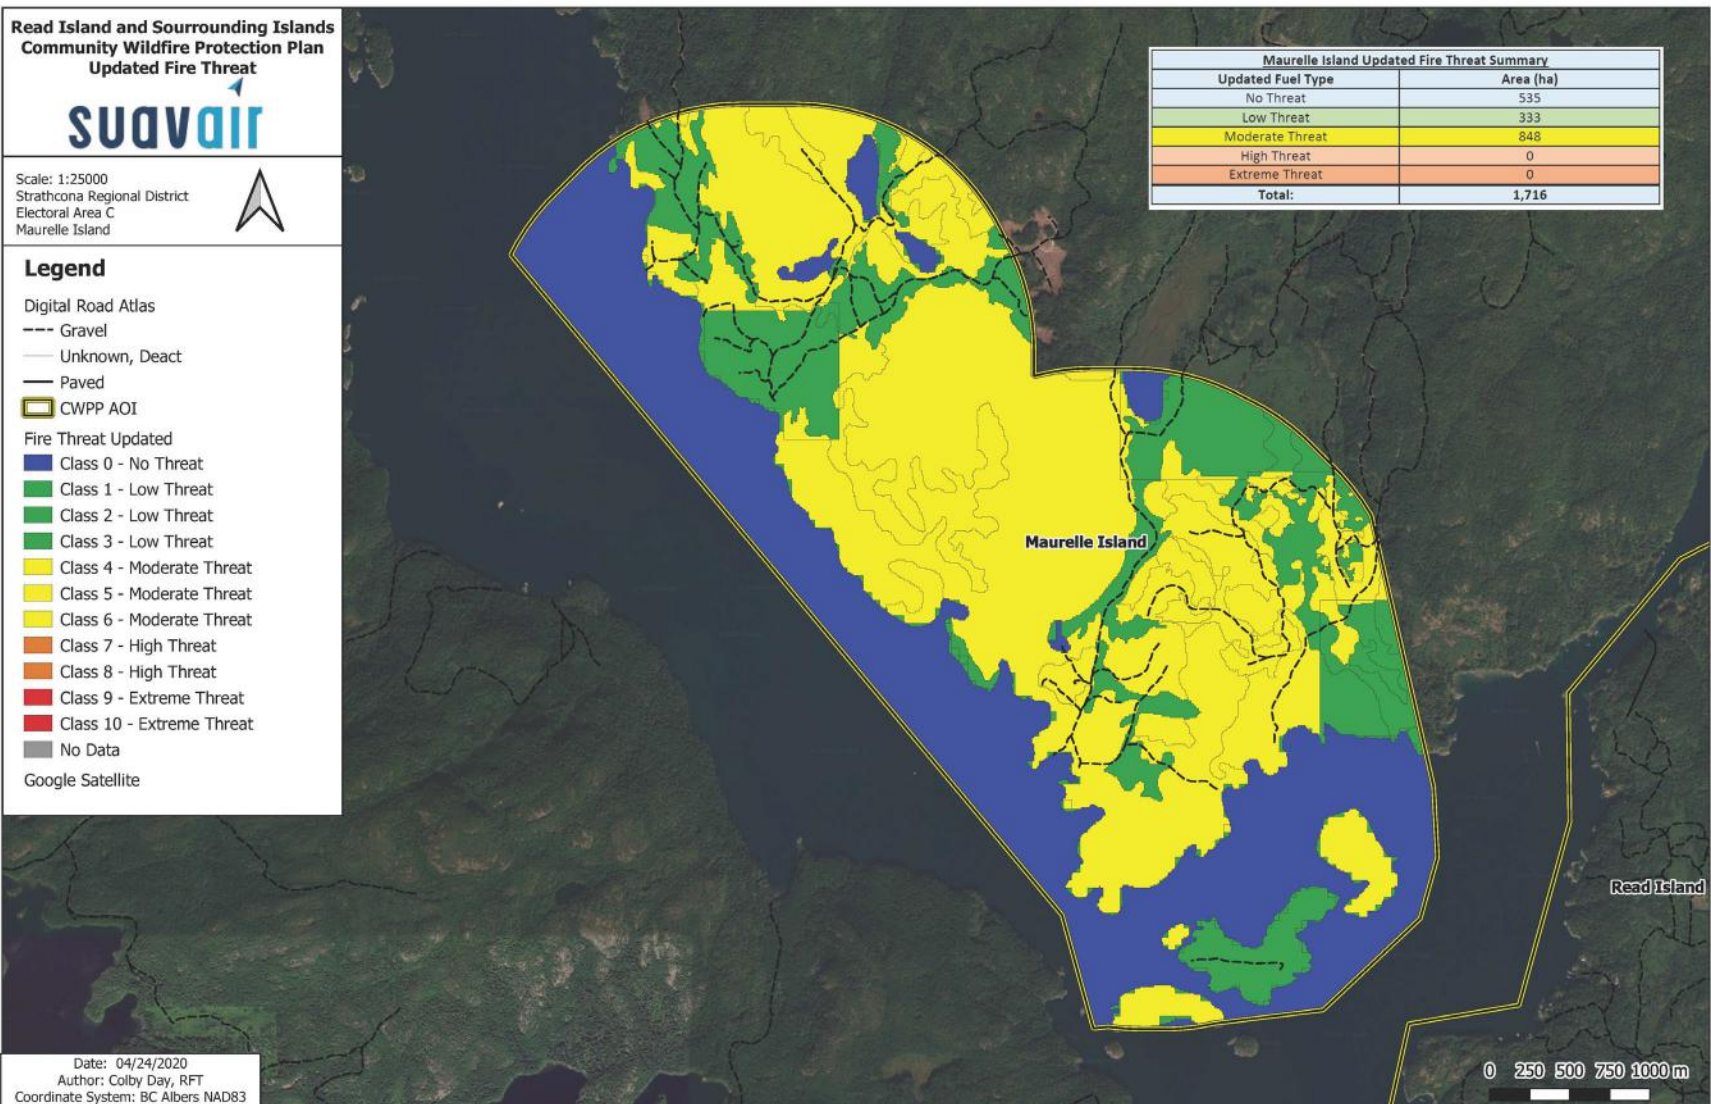 Read Island and Sourrounding Islands
Community Wildfire Protection Plan
Updated Fire Threat
suavair
Scale: 1:25000
Strathcona Regional District
Electoral Area C
Maurelle Island
Legend
Digital Road Atlas
Gravel
Unknown, Deact
Paved
CWPP AOI
Fire Threat Updated
Class 0 - No Threat
Class 1 - Low Threat
Class 2 - Low Threat
Class 3 - Low Threat
Class 4 - Moderate Threat
Class 5 - Moderate Threat
Class 6 - Moderate Threat
Class 7 - High Threat
Class 8 - High Threat
Class 9 - Extreme Threat
Class 10 - Extreme Threat
No Data
Google Satellite
Date: 04/24/2020
Author: Colby Day, RFT
Coordinate System: BC Albers NAD83
Maurelle Island Updated Fire Threat Summary
Updated Fuel Type Area (ha)
No Threat 535
Low Threat 333
Moderate Threat 848
High Threat 0
Extreme Threat 0
Total: 1,716
Maurelle Island
Read Island
0 250 500 750 1000 m